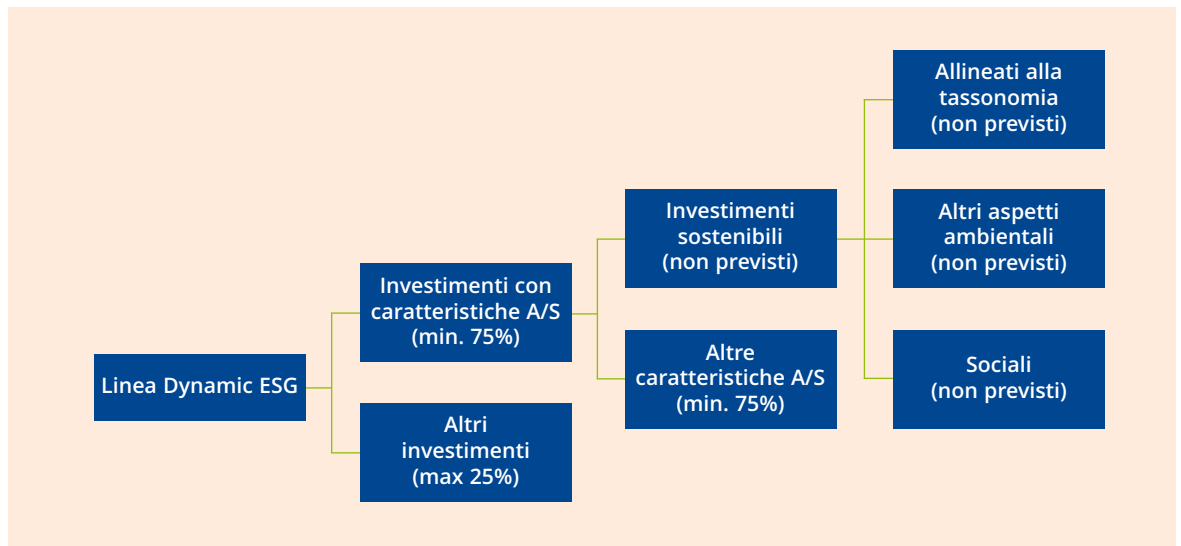 Linea Dynamic ESG
Investimenti con
caratteristiche A/S
(min. 75%)
Altri
investimenti
(max 25%)
Investimenti
sostenibili
(non previsti)
Altre
caratteristiche A/S
(min. 75%)
Allineati alla
tassonomia
(non previsti)
Altri aspetti
ambientali
(non previsti)
Sociali
(non previsti)